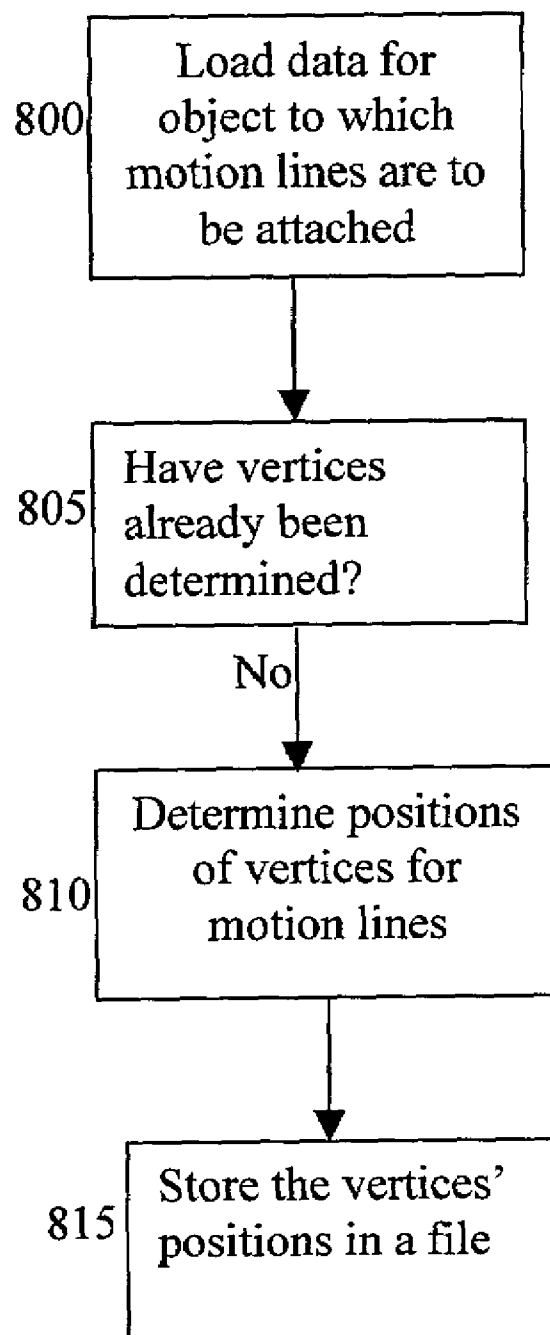 800
Load data for
object to which
motion lines are to
be attached
805
Have vertices
already been
determined?
No
810
Determine positions
of vertices for
motion lines
815
Store the vertices’
positions in a file